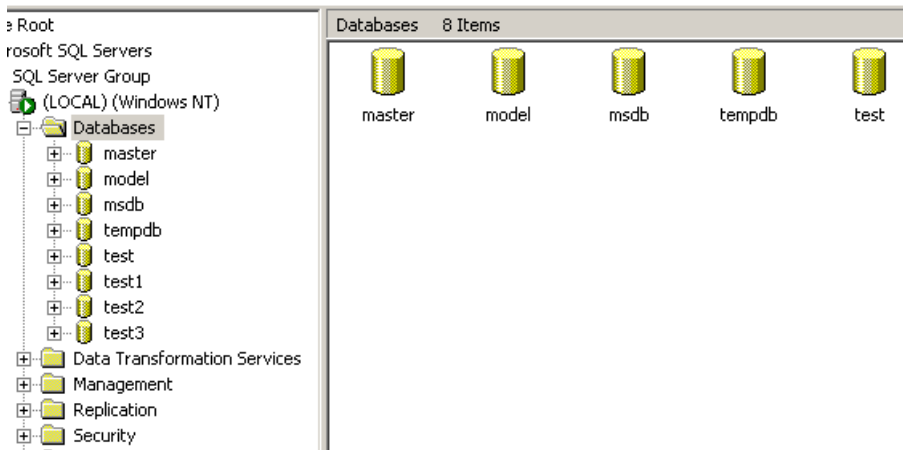 e Root
rosoft SQL Servers
SQL Server Group
(LOCAL) (Windows NT)
Databases
master
model
msdb
tempdb
test
test1
test2
test3
Data Transformation Services
Management
Replication
Security
Databases 8 Items
master model msdb tempdb test